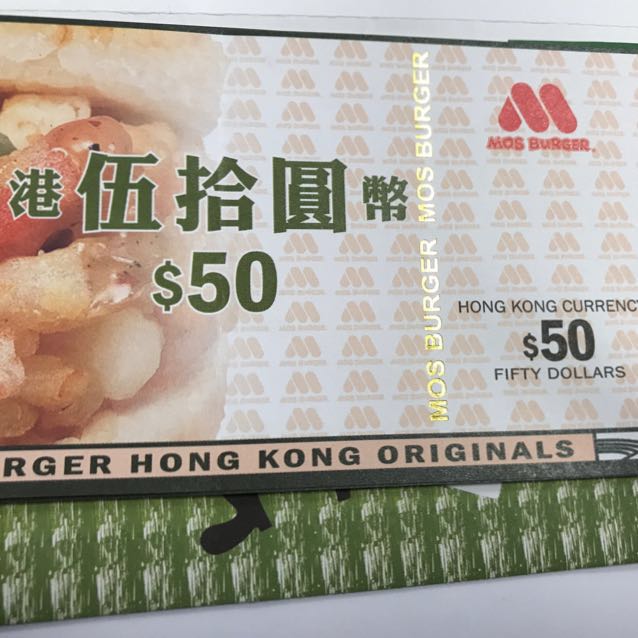 MOS BURGER
港伍拾圓幣
$50
MOS BURGER MOS BURGER
HONG KONG CURRENCY
$50
FIFTY DOLLARS
RGER HONG KONG ORIGINALS